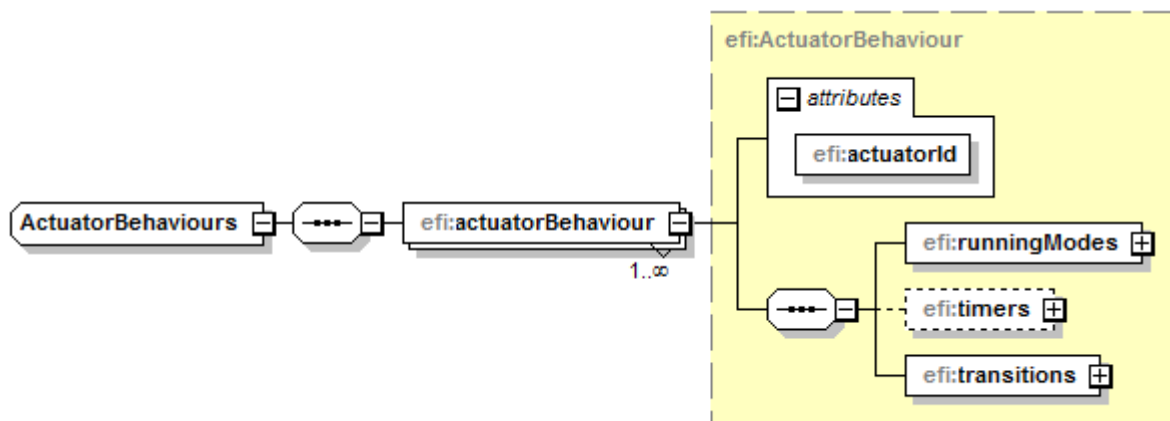 efi:ActuatorBehaviour
attributes
efi:actuatorId
ActuatorBehaviours
efi:actuatorBehaviour
1..∞
efi:runningModes
efi:timers
efi:transitions